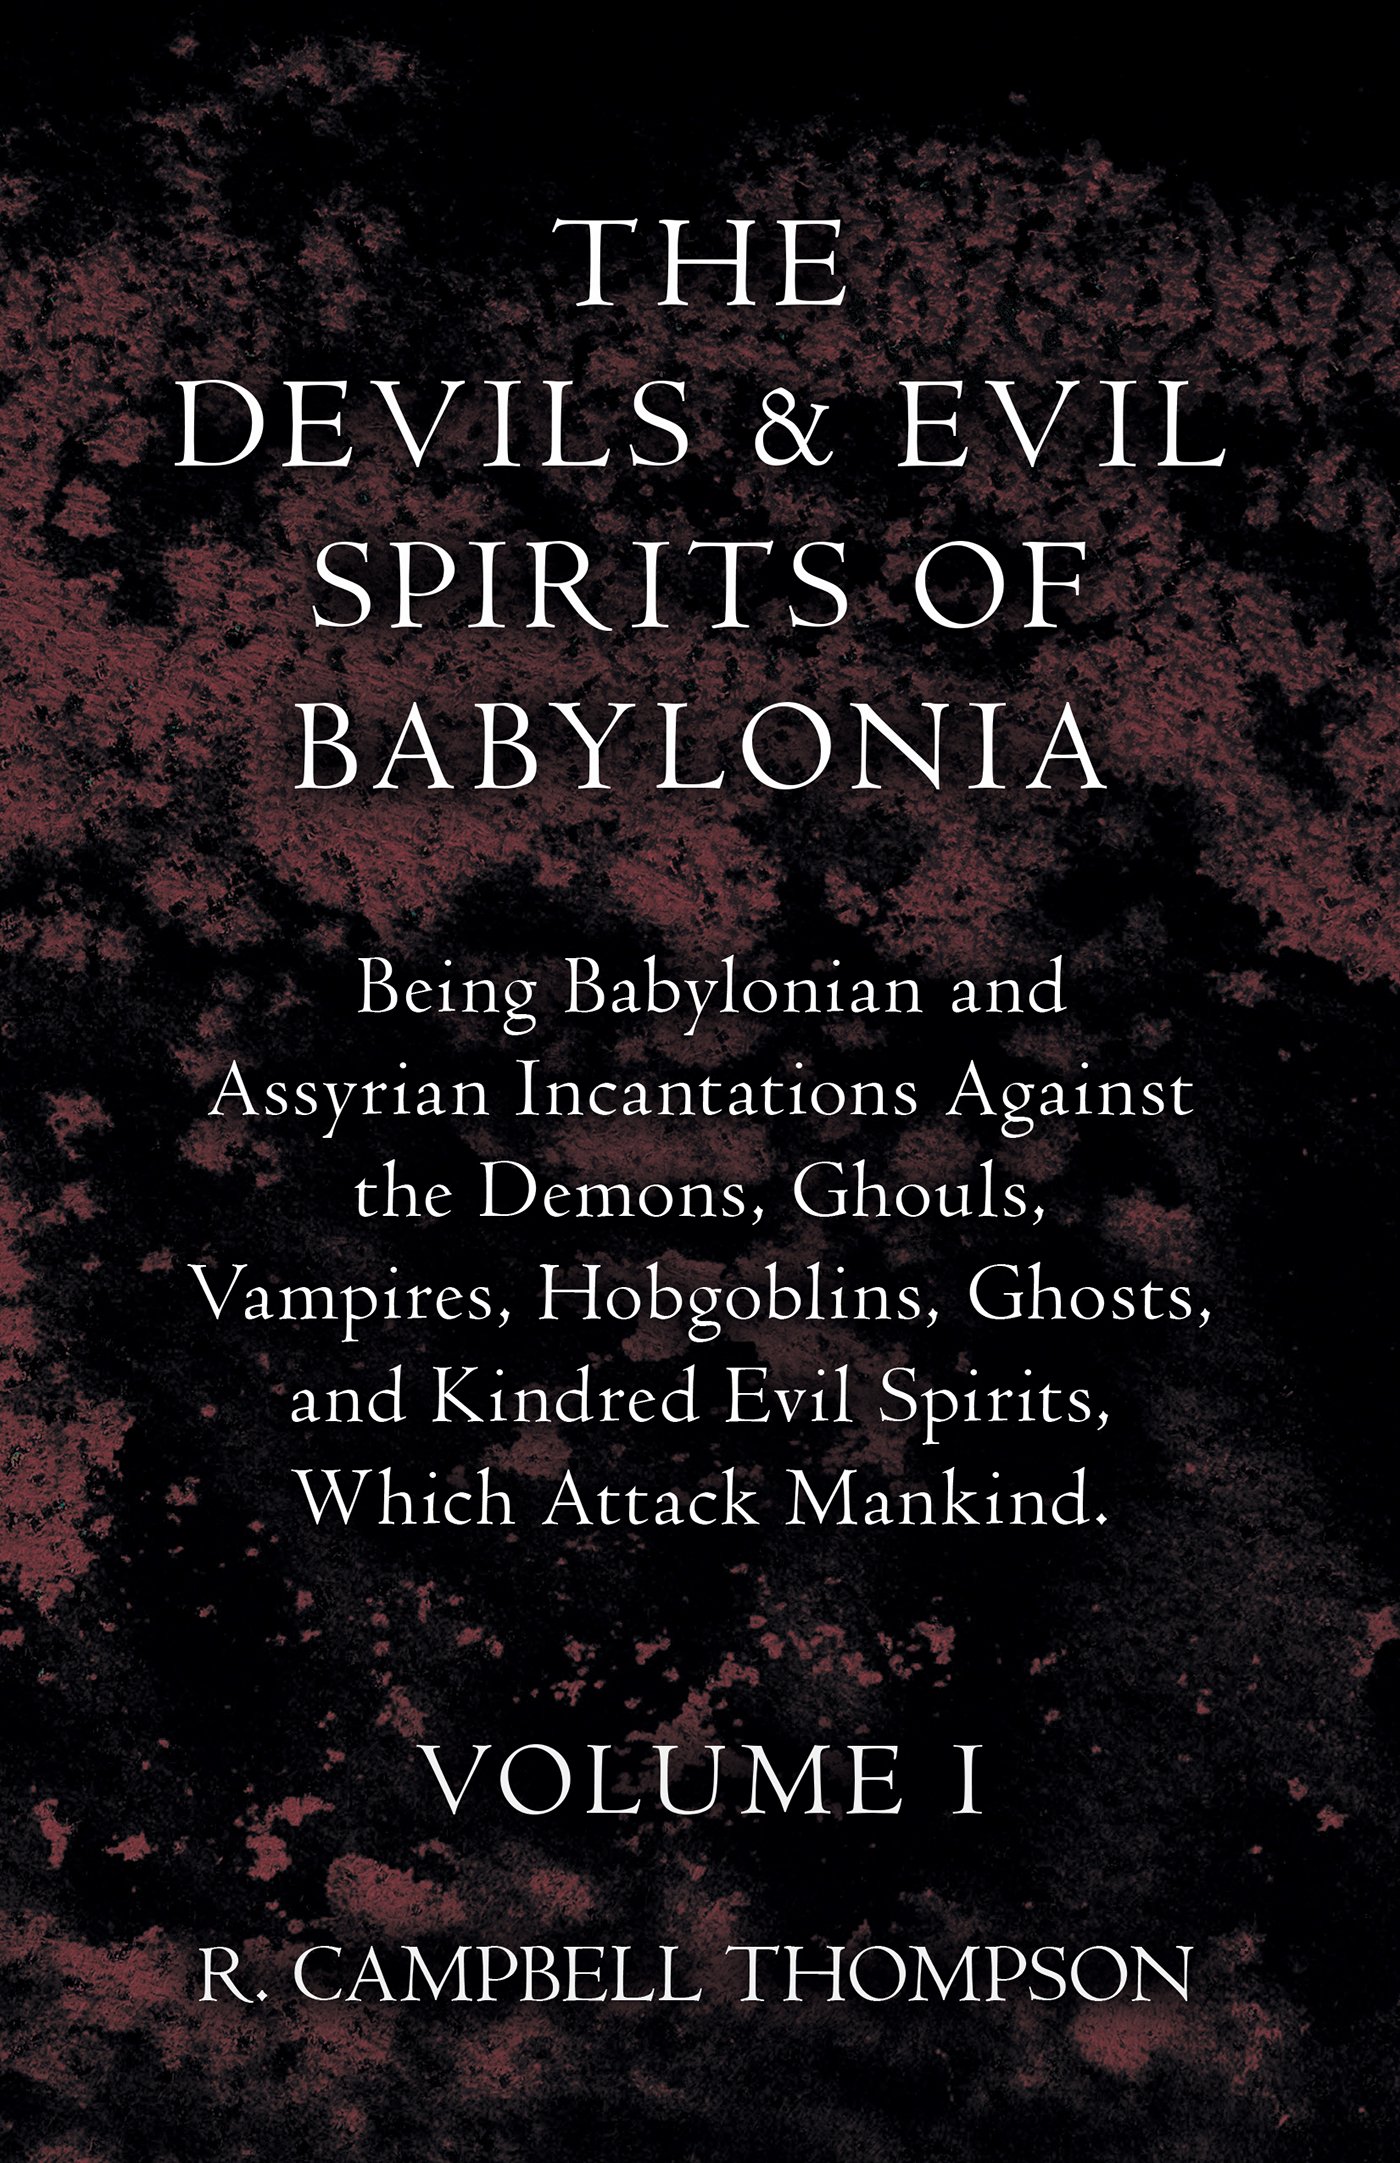 THE
DEVILS & EVIL
SPIRITS OF
BABYLONIA
Being Babylonian and
Assyrian Incantations Against
the Demons, Ghouls,
Vampires, Hobgoblins, Ghosts,
and Kindred Evil Spirits,
Which Attack Mankind.
VOLUME I
R. CAMPBELL THOMPSON